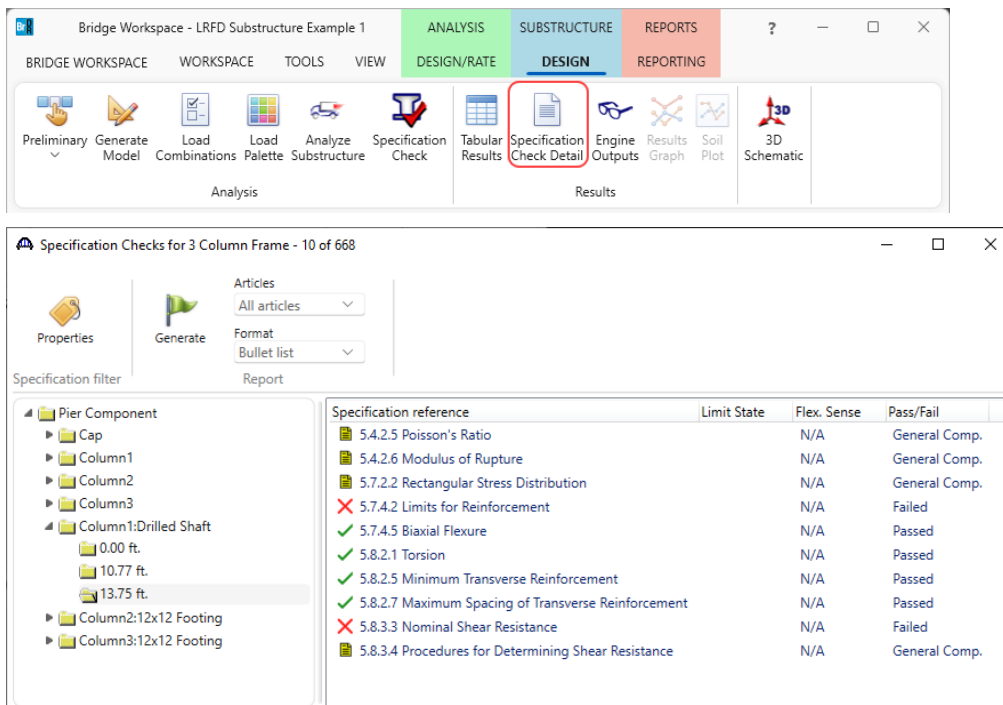 Br
Bridge Workspace - LRFD Substructure Example 1
ANALYSIS
SUBSTRUCTURE
REPORTS
?
BRIDGE WORKSPACE
WORKSPACE
TOOLS
VIEW
DESIGN/RATE
DESIGN
REPORTING
Preliminary
Generate
Model
Load
Combinations
Load
Palette
Analyze
Substructure
Specification
Check
Tabular
Results
Specification
Check Detail
Engine
Outputs
Results
Graph
Soil
Plot
3D
3D
Schematic
Analysis
Results
Specification Checks for 3 Column Frame - 10 of 668
Properties
Generate
Articles
All articles
Format
Bullet list
Specification filter
Report
Pier Component
Cap
Column1
Column2
Column3
Column1:Drilled Shaft
0.00 ft.
10.77 ft.
13.75 ft.
Column2:12x12 Footing
Column3:12x12 Footing
Specification reference Limit State Flex. Sense Pass/Fail
5.4.2.5 Poisson's Ratio N/A General Comp.
5.4.2.6 Modulus of Rupture N/A General Comp.
5.7.2.2 Rectangular Stress Distribution N/A General Comp.
5.7.4.2 Limits for Reinforcement N/A Failed
5.7.4.5 Biaxial Flexure N/A Passed
5.8.2.1 Torsion N/A Passed
5.8.2.5 Minimum Transverse Reinforcement N/A Passed
5.8.2.7 Maximum Spacing of Transverse Reinforcement N/A Passed
5.8.3.3 Nominal Shear Resistance N/A Failed
5.8.3.4 Procedures for Determining Shear Resistance N/A General Comp.